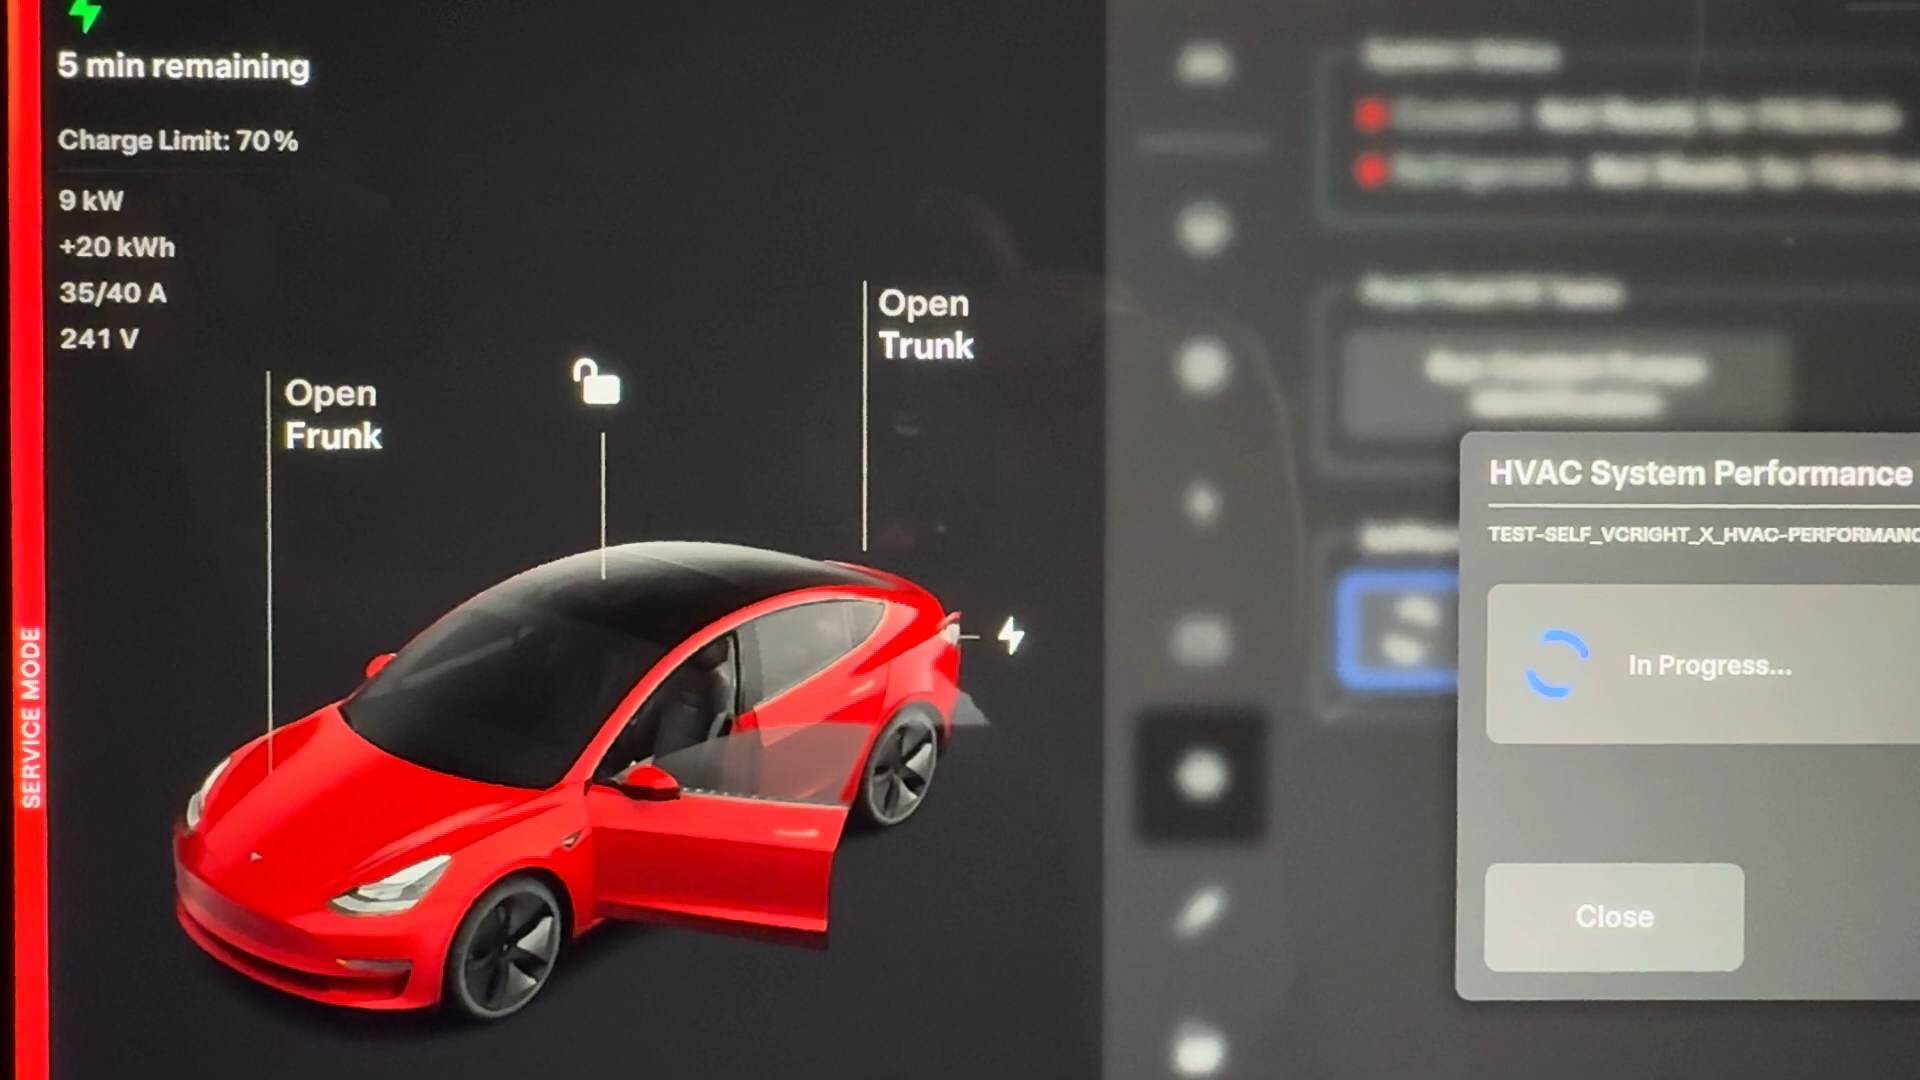 5 min remaining
Charge Limit: 70%
9 kW
+20 kWh
35/40 A
241 V
Open
Frunk
Open
Trunk
SERVICE MODE
HVAC System Performance
TEST-SELF_VCRIGHT_X_HVAC-PERFORMANC
In Progress...
Close